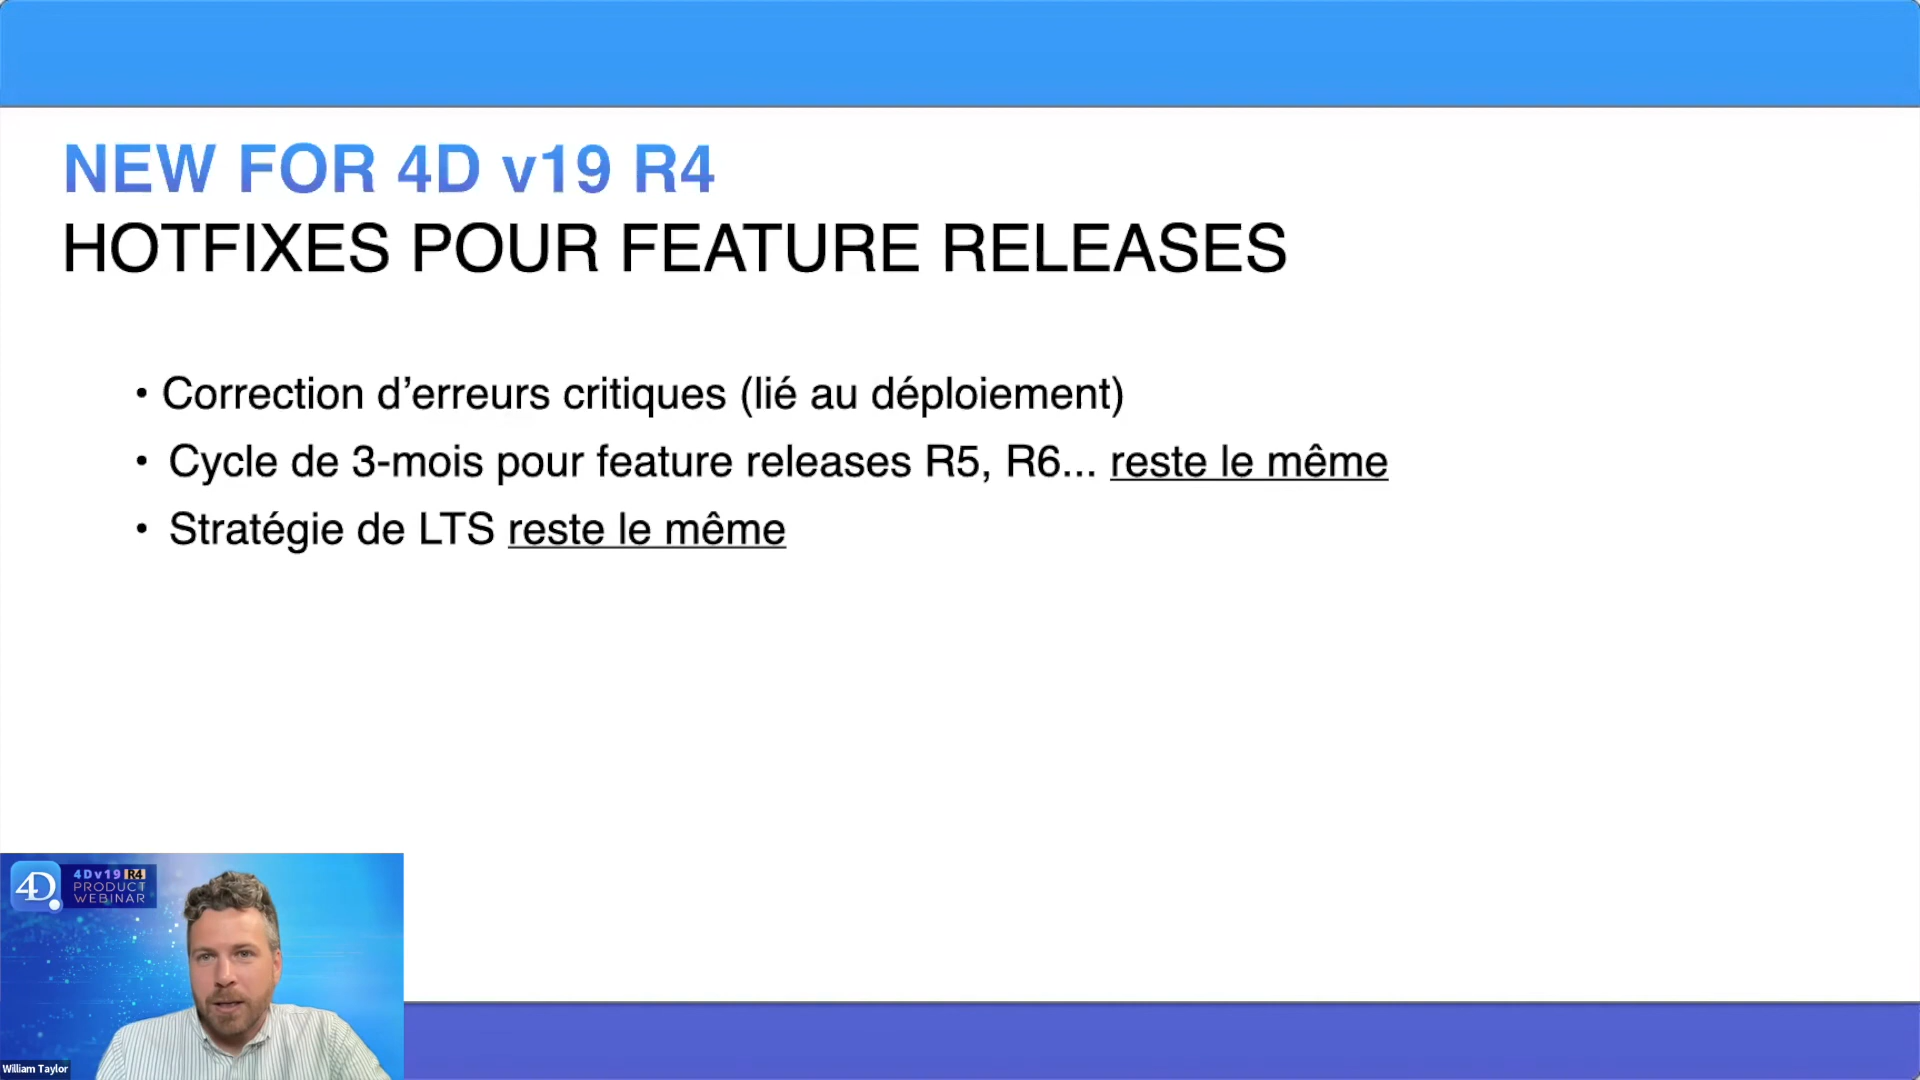 NEW FOR 4D v19 R4
HOTFIXES POUR FEATURE RELEASES
• Correction d’erreurs critiques (lié au déploiement)
• Cycle de 3-mois pour feature releases R5, R6... reste le même
• Stratégie de LTS reste le même
4D
4Dv19 R4
PRODUCT
WEBINAR
William Taylor